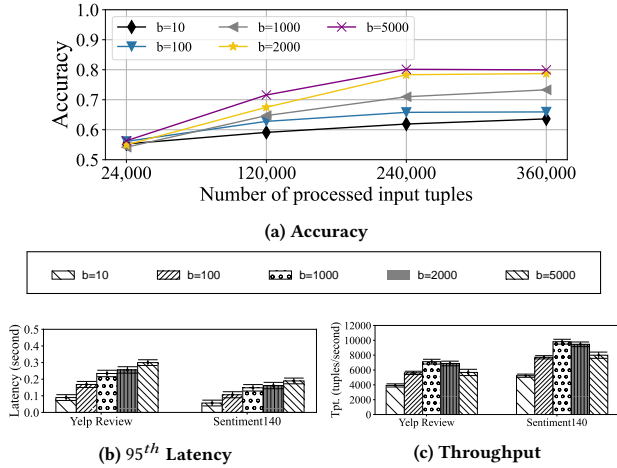 1.0
0.9
0.8
0.7
0.6
0.5
Accuracy
b=10 b=1000 b=5000
b=100 b=2000
24,000 120,000 240,000 360,000
Number of processed input tuples
(a) Accuracy
b=10 b=100 b=1000 b=2000 b=5000
0.5
0.4
0.3
0.2
0.1
0.0
Latency (second)
Yelp Review Sentiment140
(b) 95th Latency
12000
10000
8000
6000
4000
2000
0
Tpt. (tuples/second)
Yelp Review Sentiment140
(c) Throughput